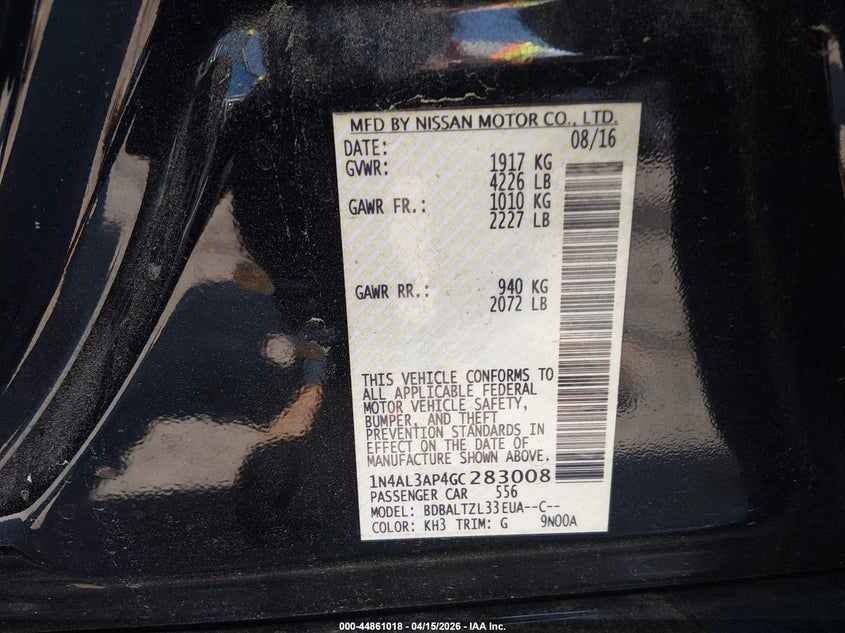 MFD BY NISSAN MOTOR CO., LTD.
DATE: 08/16
GVWR: 1917 KG
4226 LB
GAWR FR.: 1010 KG
2227 LB
GAWR RR.: 940 KG
2072 LB
THIS VEHICLE CONFORMS TO
ALL APPLICABLE FEDERAL
MOTOR VEHICLE SAFETY,
BUMPER, AND THEFT
PREVENTION STANDARDS IN
EFFECT ON THE DATE OF
MANUFACTURE SHOWN ABOVE.
1N4AL3AP4GC283008
PASSENGER CAR 556
MODEL: BDBALTZL33EUA--C--
COLOR: KH3 TRIM: G 9N00A
000-44861018 - 04/15/2026 - IAA Inc.